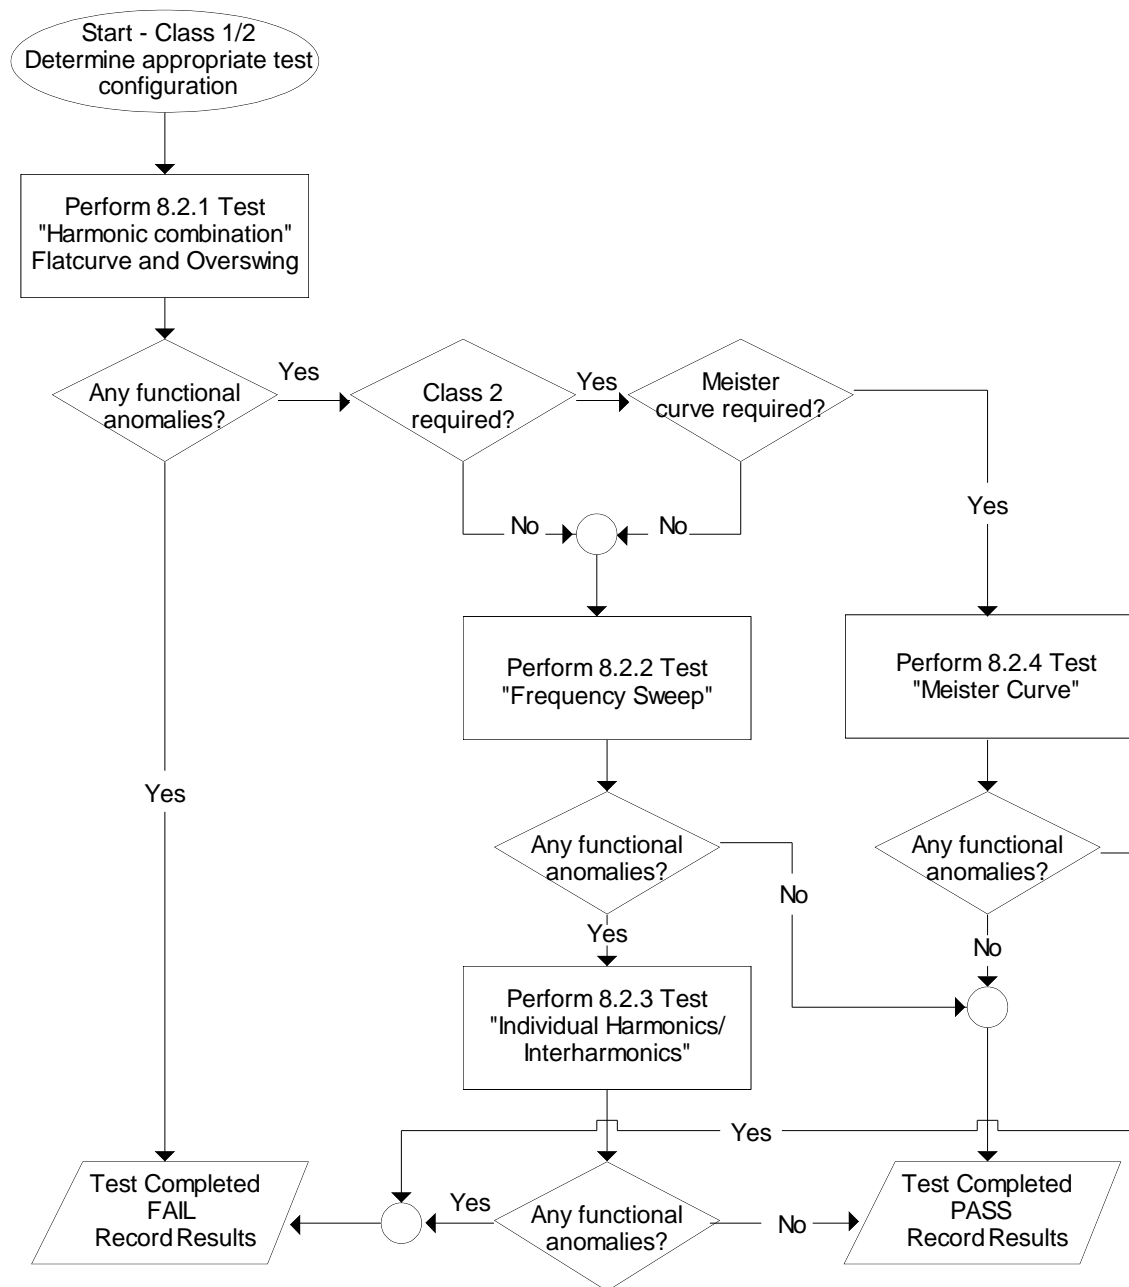 Start - Class 1/2
Determine appropriate test
configuration
Perform 8.2.1 Test
"Harmonic combination"
Flatcurve and Overswing
Any functional
anomalies?
Yes
Class 2
required?
Yes
Meister
curve required?
Yes
No
No
Yes
Perform 8.2.2 Test
"Frequency Sweep"
Perform 8.2.4 Test
"Meister Curve"
Any functional
anomalies?
No
Yes
Any functional
anomalies?
No
Perform 8.2.3 Test
"Individual Harmonics/
Interharmonics"
Yes
Test Completed
FAIL
Record Results
Yes
Any functional
anomalies?
No
Test Completed
PASS
Record Results